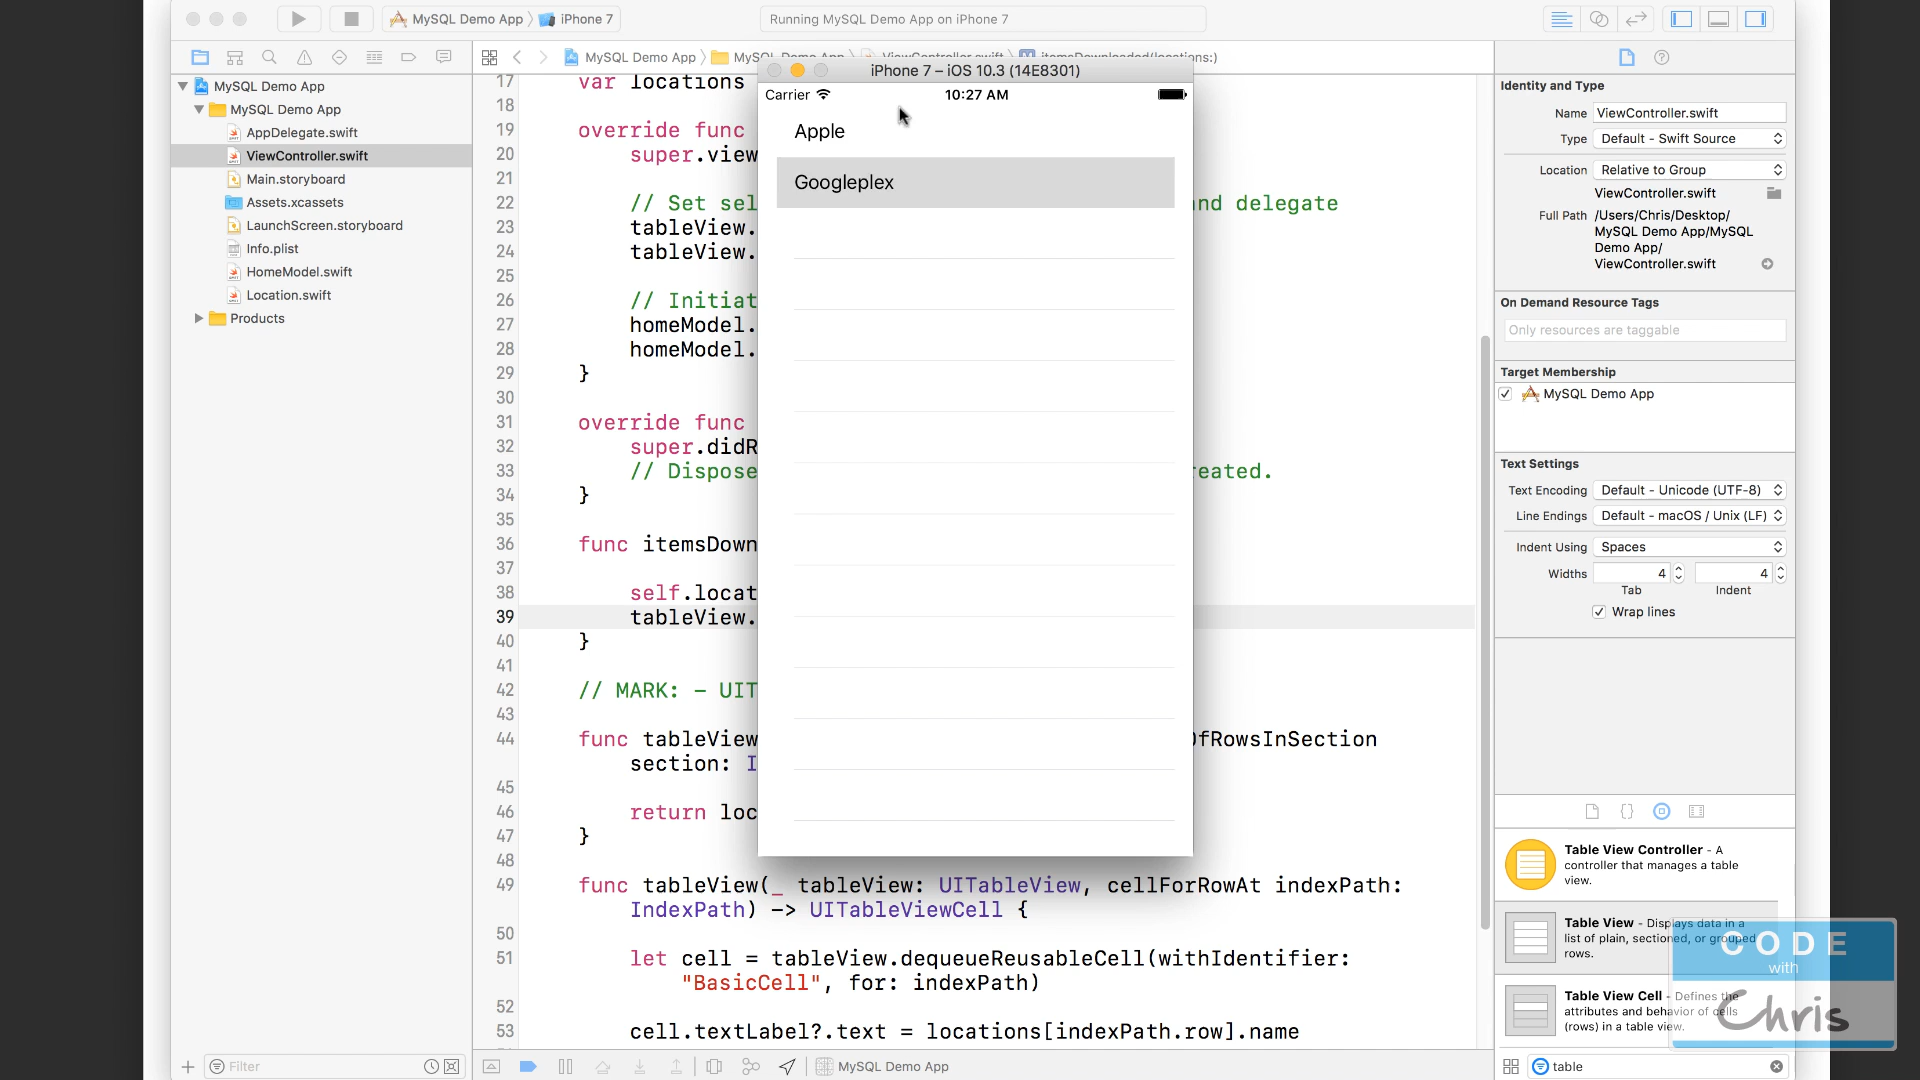 MySQL Demo App
iPhone 7
Running MySQL Demo App on iPhone 7
MySQL Demo App
iPhone 7 – iOS 10.3 (14E8301)
Carrier
10:27 AM
Apple
Googleplex
MySQL Demo App
MySQL Demo App
AppDelegate.swift
ViewController.swift
Main.storyboard
Assets.xcassets
LaunchScreen.storyboard
Info.plist
HomeModel.swift
Location.swift
Products
Filter
17 var locations
18
19 override func
20 super.view
21
22 // Set sel nd delegate
23 tableView.
24 tableView.
25
26 // Initiat
27 homeModel.
28 homeModel.
29 }
30
31 override func
32 super.didR
33 // Dispose reated.
34 }
35
36 func itemsDown
37
38 self.locat
39 tableView.
40 }
41
42 // MARK: - UIT
43
44 func tableView fRowsInSection
section: I
45
46 return loc
47 }
48
49 func tableView(_ tableView: UITableView, cellForRowAt indexPath:
IndexPath) -> UITableViewCell {
50
51 let cell = tableView.dequeueReusableCell(withIdentifier:
"BasicCell", for: indexPath)
52
53 cell.textLabel?.text = locations[indexPath.row].name
MySQL Demo App
Identity and Type
Name ViewController.swift
Type Default - Swift Source
Location Relative to Group
ViewController.swift
Full Path /Users/Chris/Desktop/
MySQL Demo App/MySQL
Demo App/
ViewController.swift
On Demand Resource Tags
Only resources are taggable
Target Membership
MySQL Demo App
Text Settings
Text Encoding Default - Unicode (UTF-8)
Line Endings Default - macOS / Unix (LF)
Indent Using Spaces
Widths 4 4
Tab Indent
Wrap lines
Table View Controller - A
controller that manages a table
view.
Table View - Displays data in a
list of plain, sectioned, or grouped
rows.
Table View Cell - Defines the
attributes and behavior of cells
(rows) in a table view.
table
CODE
with
Chris